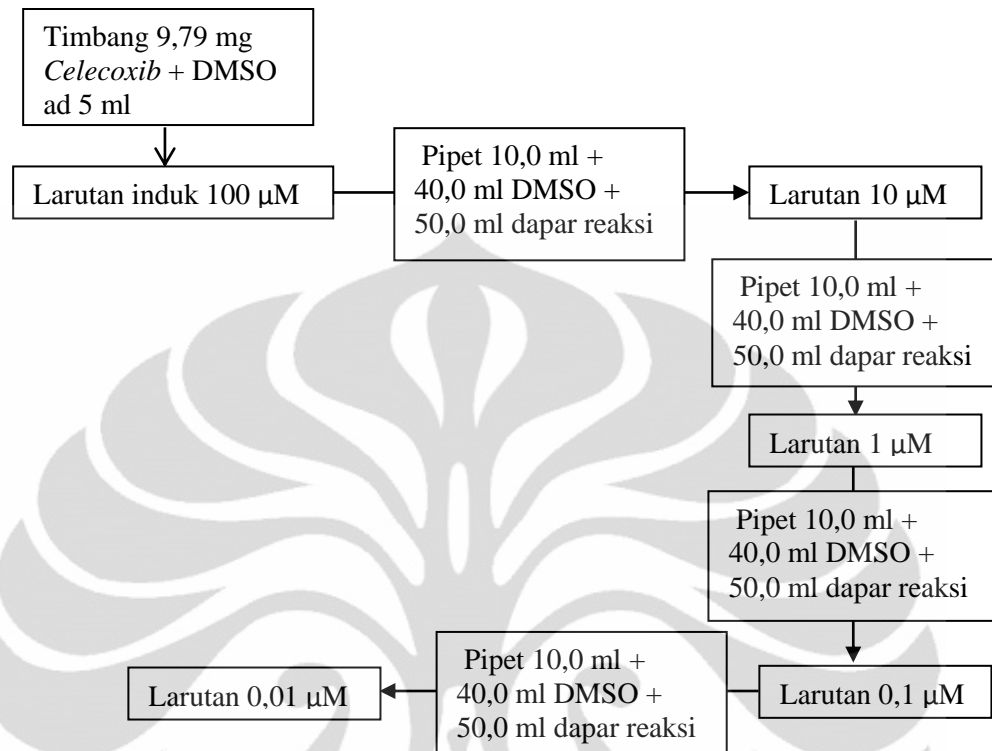 Timbang 9,79 mg
Celecoxib + DMSO
ad 5 ml
Larutan induk 100 µM
Pipet 10,0 ml +
40,0 ml DMSO +
50,0 ml dapar reaksi
Larutan 10 µM
Pipet 10,0 ml +
40,0 ml DMSO +
50,0 ml dapar reaksi
Larutan 1 µM
Pipet 10,0 ml +
40,0 ml DMSO +
50,0 ml dapar reaksi
Larutan 0,1 µM
Pipet 10,0 ml +
40,0 ml DMSO +
50,0 ml dapar reaksi
Larutan 0,01 µM